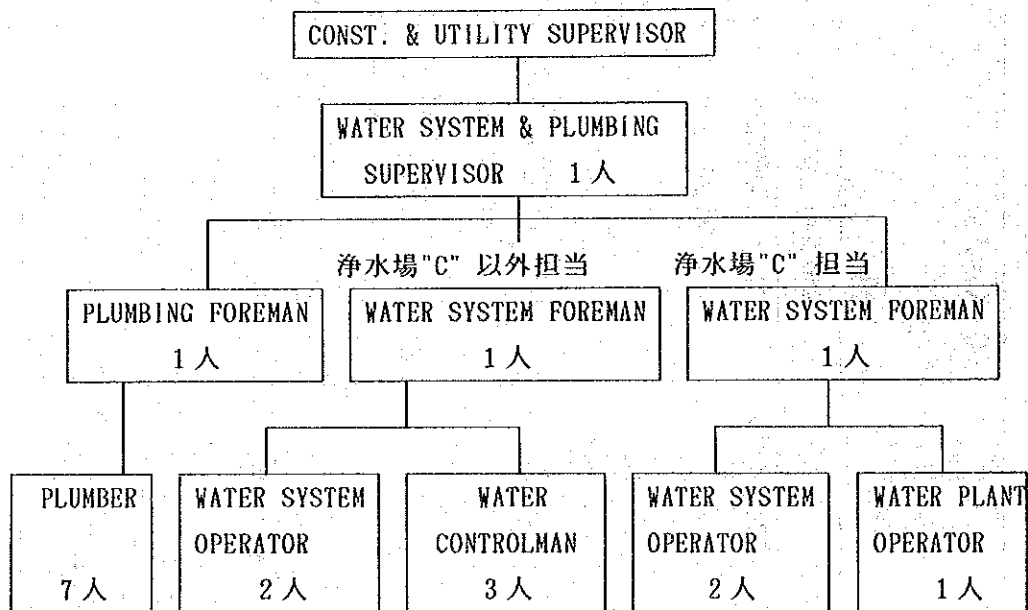 CONST. & UTILITY SUPERVISOR
WATER SYSTEM & PLUMBING
SUPERVISOR 1人
浄水場"C" 以外担当
浄水場"C" 担当
PLUMBING FOREMAN
1人
WATER SYSTEM FOREMAN
1人
WATER SYSTEM FOREMAN
1人
PLUMBER
7人
WATER SYSTEM
OPERATOR
2人
WATER
CONTROLMAN
3人
WATER SYSTEM
OPERATOR
2人
WATER PLANT
OPERATOR
1人